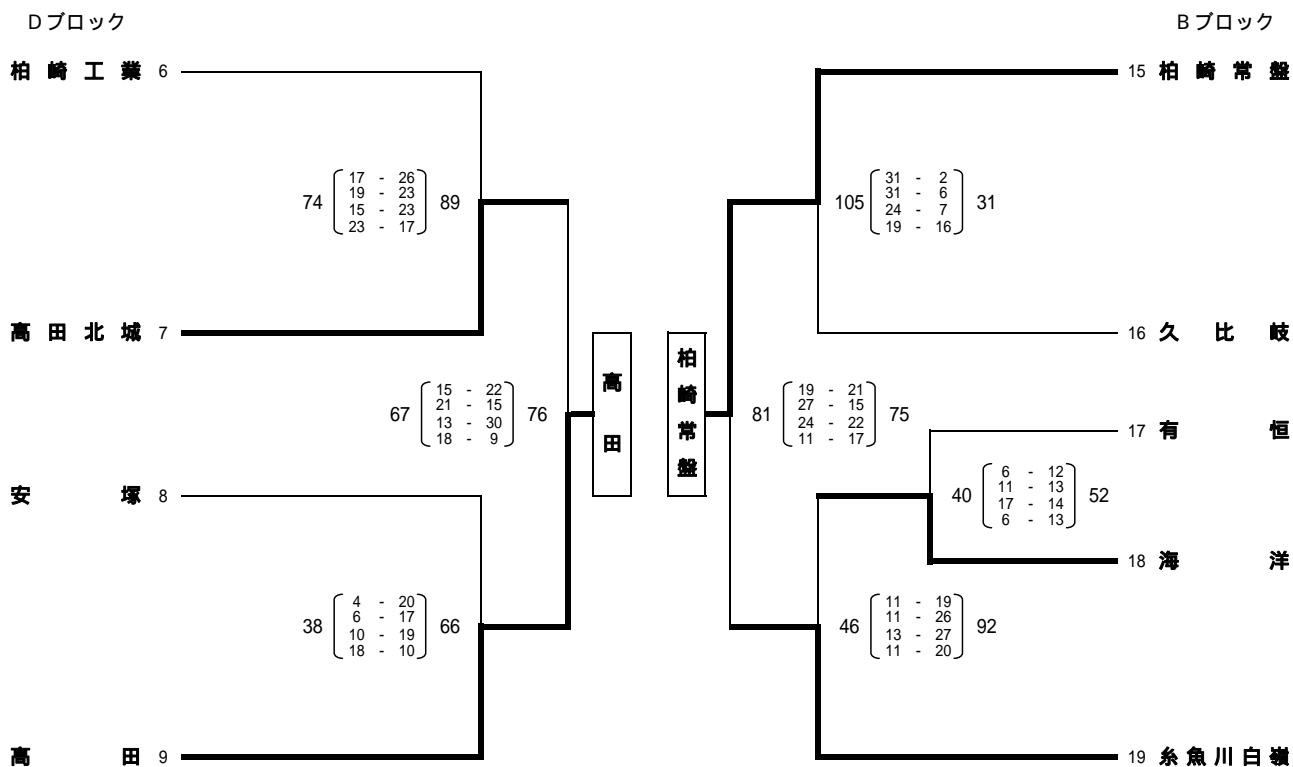 Dブロック
柏崎工業 6
74 17 - 26 89
19 - 23
15 - 23
23 - 17
高田北城 7
67 15 - 22 76
21 - 15
13 - 30
18 - 9
高田
安塚 8
38 4 - 20 66
6 - 17
10 - 19
18 - 10
高田 9
Bブロック
15 柏崎常盤
105 31 - 2 31
31 - 6
24 - 7
19 - 16
16 久比岐
柏崎常盤
81 19 - 21 75
27 - 15
24 - 22
11 - 17
17 有恒
40 6 - 12 52
11 - 13
17 - 14
6 - 13
18 海洋
46 11 - 19 92
11 - 26
13 - 27
11 - 20
19 糸魚川白嶺